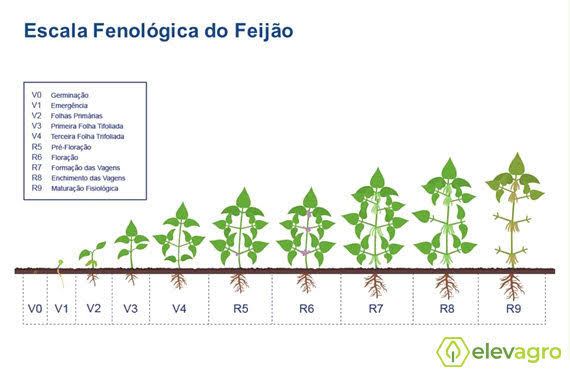 Escala Fenológica do Feijão
V0 Germinação
V1 Emergência
V2 Folhas Primárias
V3 Primeira Folha Tifoliada
V4 Terceira Folha Trifoliada
R5 Pré-Floração
R6 Floração
R7 Formação das Vagens
R8 Enchimento das Vagens
R9 Maturação Fisiológica
V0 V1 V2 V3 V4 R5 R6 R7 R8 R9
elevagro